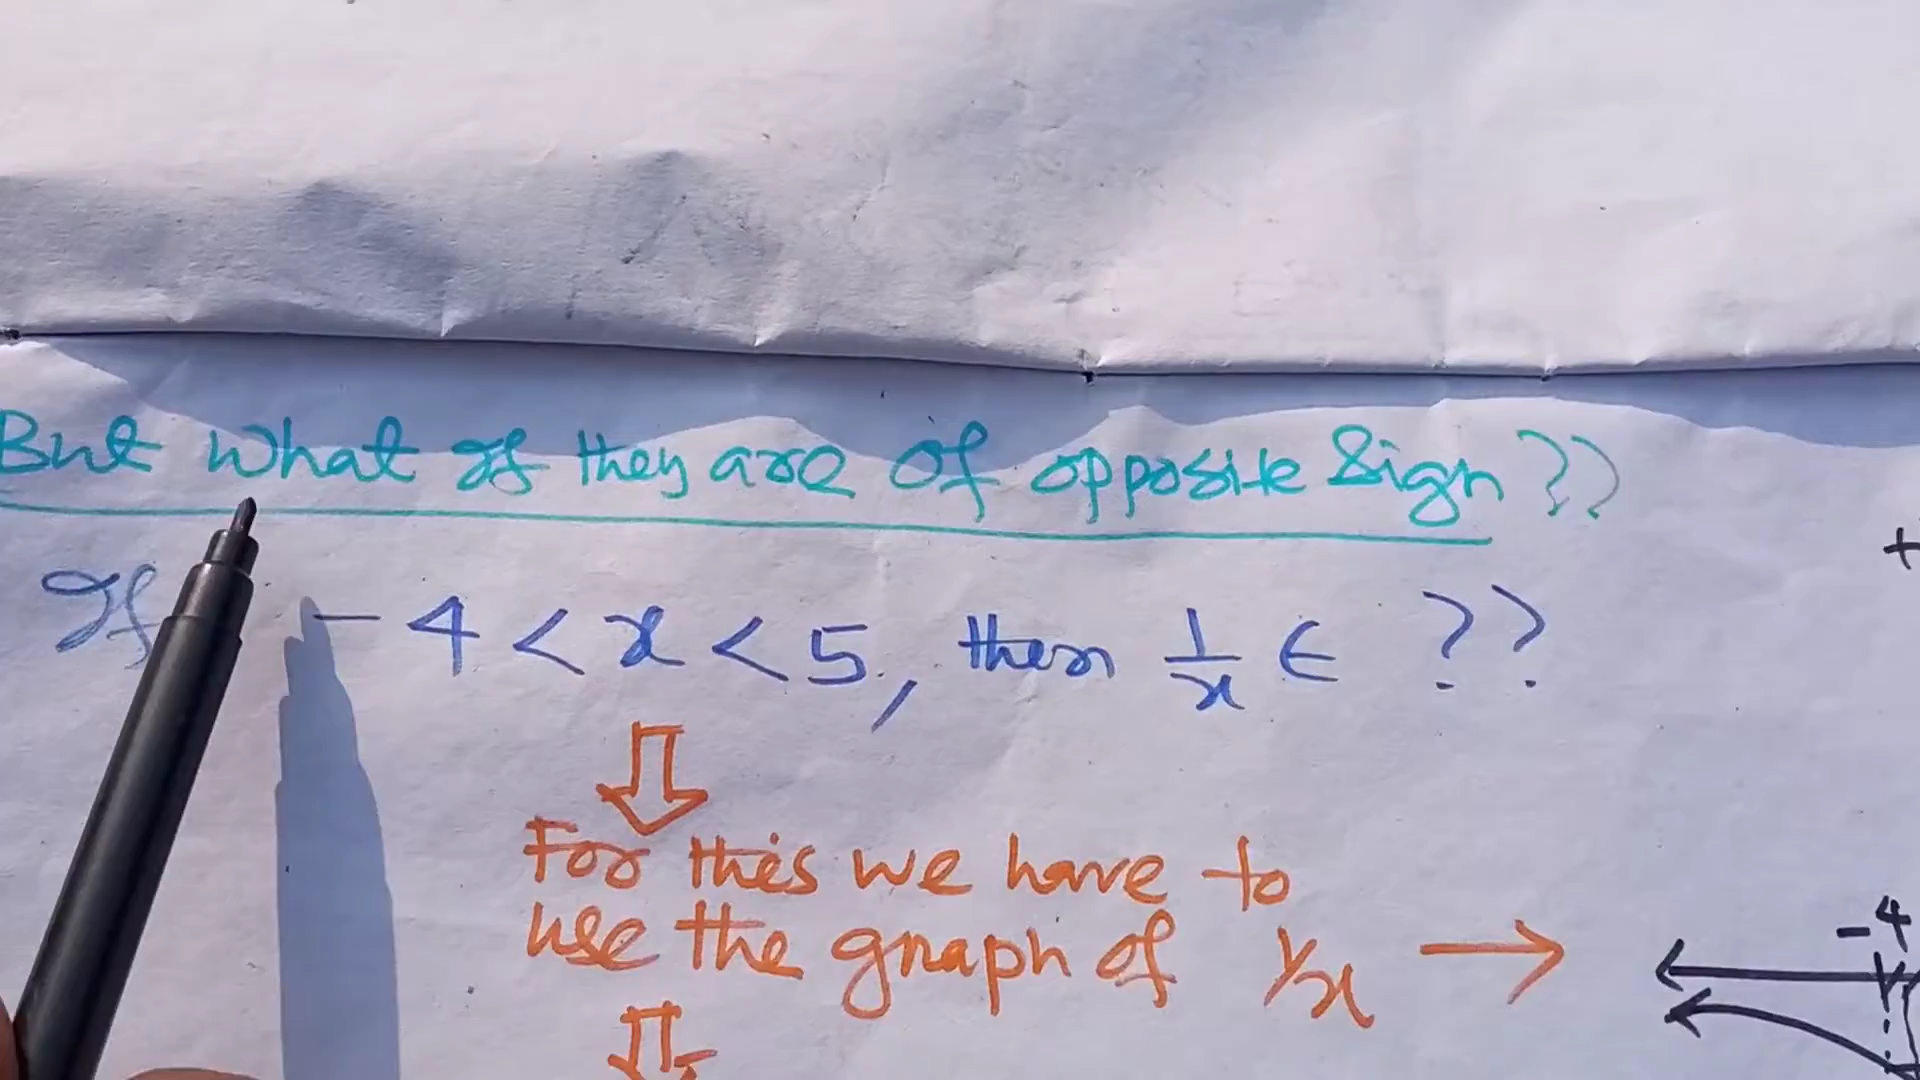 But what if they are of opposite sign ??
If -4 < x < 5, then 1/x ∈ ??
For this we have to
use the graph of 1/x →
+
-4